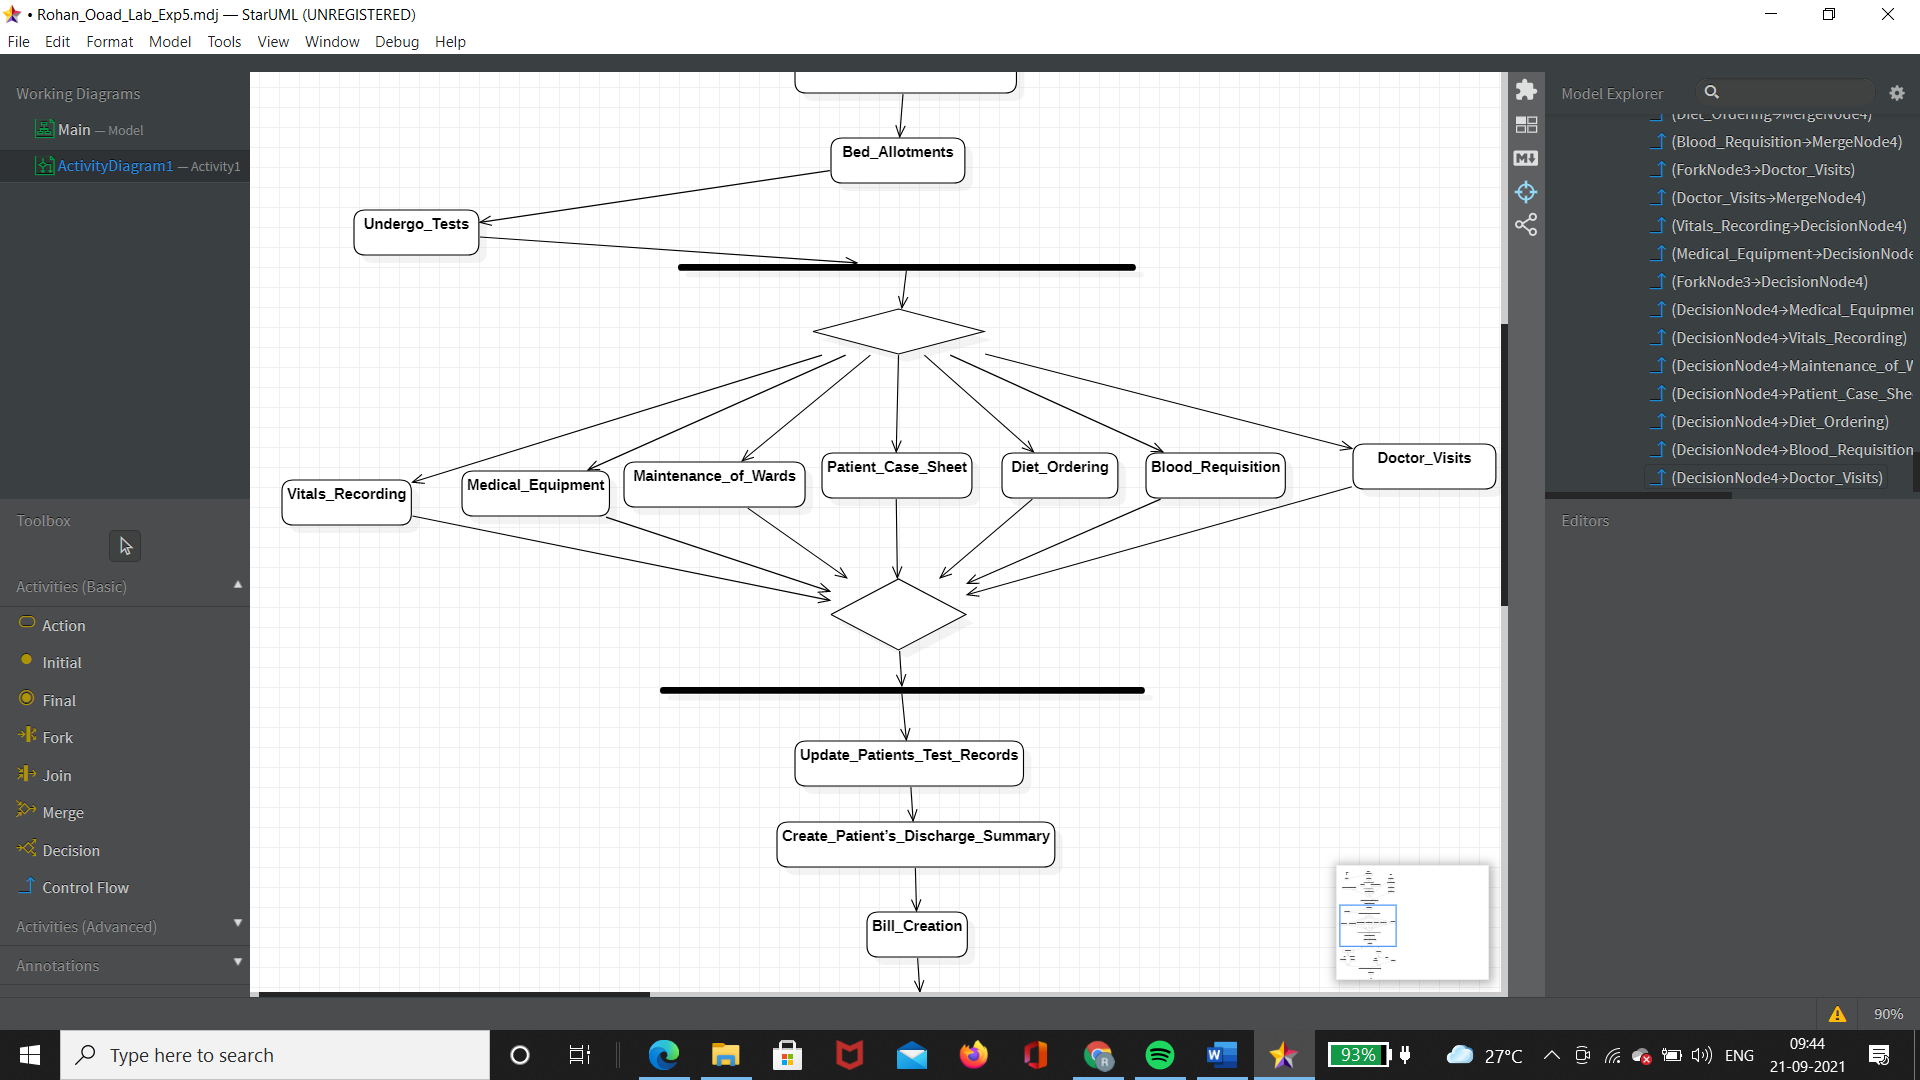 • Rohan_Ooad_Lab_Exp5.mdj — StarUML (UNREGISTERED)
File Edit Format Model Tools View Window Debug Help
Working Diagrams
Main — Model
ActivityDiagram1 — Activity1
Toolbox
Activities (Basic)
Action
Initial
Final
Fork
Join
Merge
Decision
Control Flow
Activities (Advanced)
Annotations
Bed_Allotments
Undergo_Tests
Vitals_Recording
Medical_Equipment
Maintenance_of_Wards
Patient_Case_Sheet
Diet_Ordering
Blood_Requisition
Doctor_Visits
Update_Patients_Test_Records
Create_Patient’s_Discharge_Summary
Bill_Creation
Model Explorer
(Diet_Ordering→MergeNode4)
(Blood_Requisition→MergeNode4)
(ForkNode3→Doctor_Visits)
(Doctor_Visits→MergeNode4)
(Vitals_Recording→DecisionNode4)
(Medical_Equipment→DecisionNode
(ForkNode3→DecisionNode4)
(DecisionNode4→Medical_Equipmer
(DecisionNode4→Vitals_Recording)
(DecisionNode4→Maintenance_of_W
(DecisionNode4→Patient_Case_She
(DecisionNode4→Diet_Ordering)
(DecisionNode4→Blood_Requisition
(DecisionNode4→Doctor_Visits)
Editors
90%
Type here to search
93%
27°C
ENG
09:44
21-09-2021